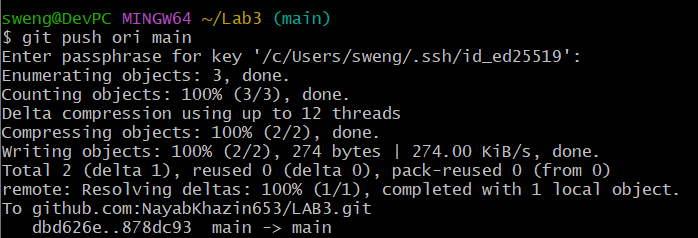 sweng@DevPC MINGW64 ~/Lab3 (main)
$ git push ori main
Enter passphrase for key '/c/Users/sweng/.ssh/id_ed25519':
Enumerating objects: 3, done.
Counting objects: 100% (3/3), done.
Delta compression using up to 12 threads
Compressing objects: 100% (2/2), done.
Writing objects: 100% (2/2), 274 bytes | 274.00 KiB/s, done.
Total 2 (delta 1), reused 0 (delta 0), pack-reused 0 (from 0)
remote: Resolving deltas: 100% (1/1), completed with 1 local object.
To github.com:NayabKhazin653/LAB3.git
   dbd626e..878dc93  main -> main